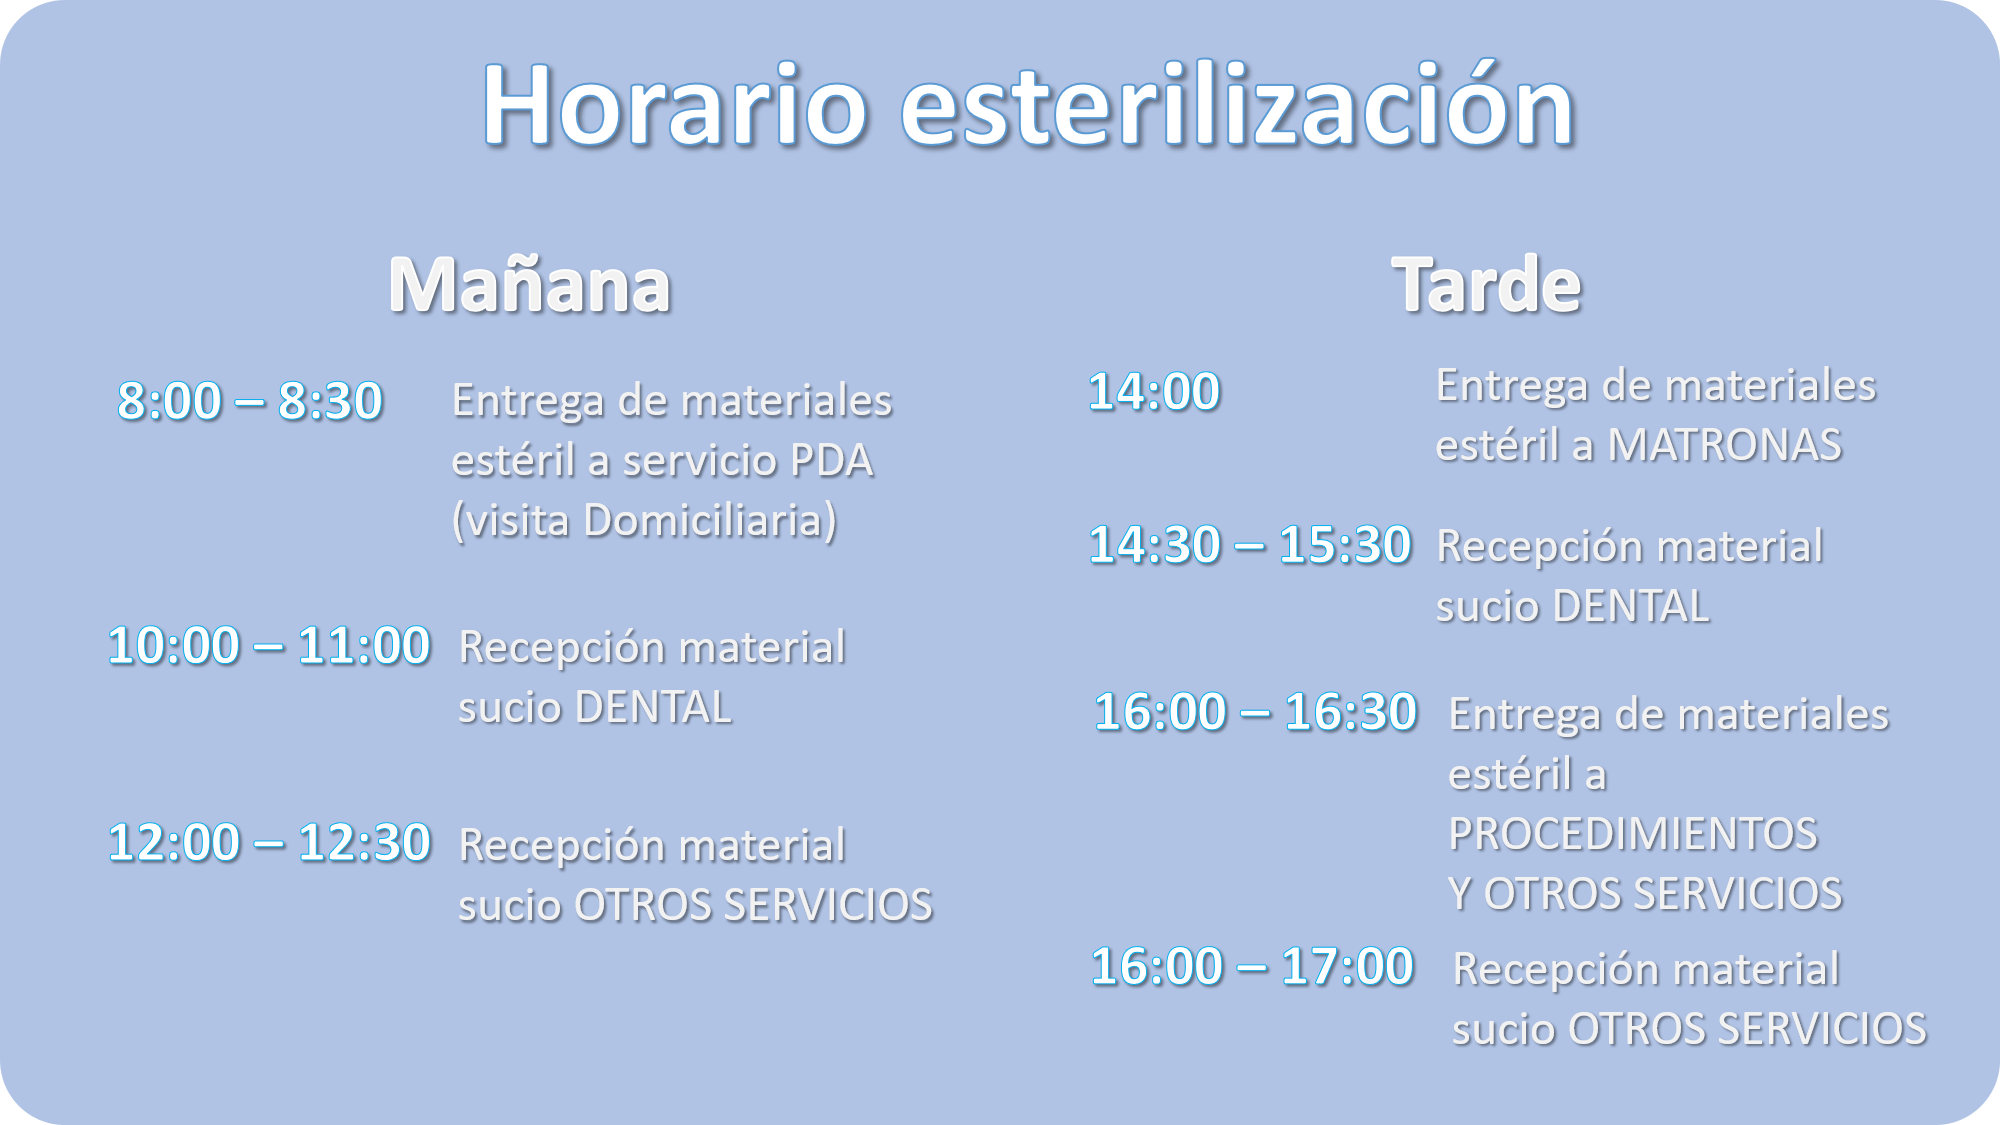 Horario esterilización
Mañana
8:00 – 8:30
Entrega de materiales
estéril a servicio PDA
(visita Domiciliaria)
10:00 – 11:00
Recepción material
sucio DENTAL
12:00 – 12:30
Recepción material
sucio OTROS SERVICIOS
Tarde
14:00
Entrega de materiales
estéril a MATRONAS
14:30 – 15:30
Recepción material
sucio DENTAL
16:00 – 16:30
Entrega de materiales
estéril a
PROCEDIMIENTOS
Y OTROS SERVICIOS
16:00 – 17:00
Recepción material
sucio OTROS SERVICIOS